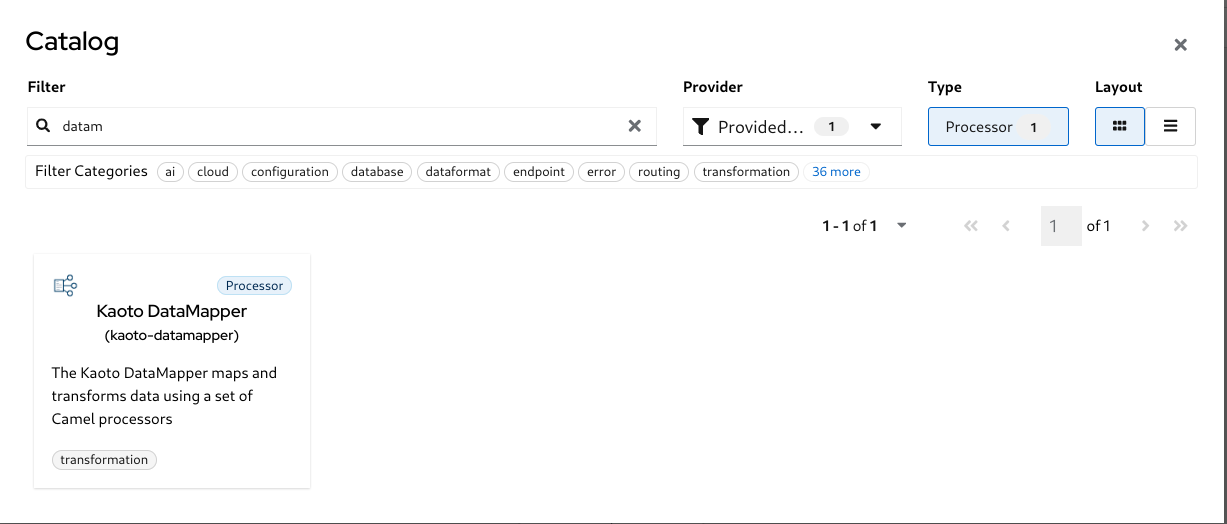 Catalog
Filter Provider Type Layout
datam Provided... 1 Processor 1
Filter Categories ai cloud configuration database dataformat endpoint error routing transformation 36 more
1 - 1 of 1 1 of 1
Processor
Kaoto DataMapper
(kaoto-datamapper)
The Kaoto DataMapper maps and
transforms data using a set of
Camel processors
transformation